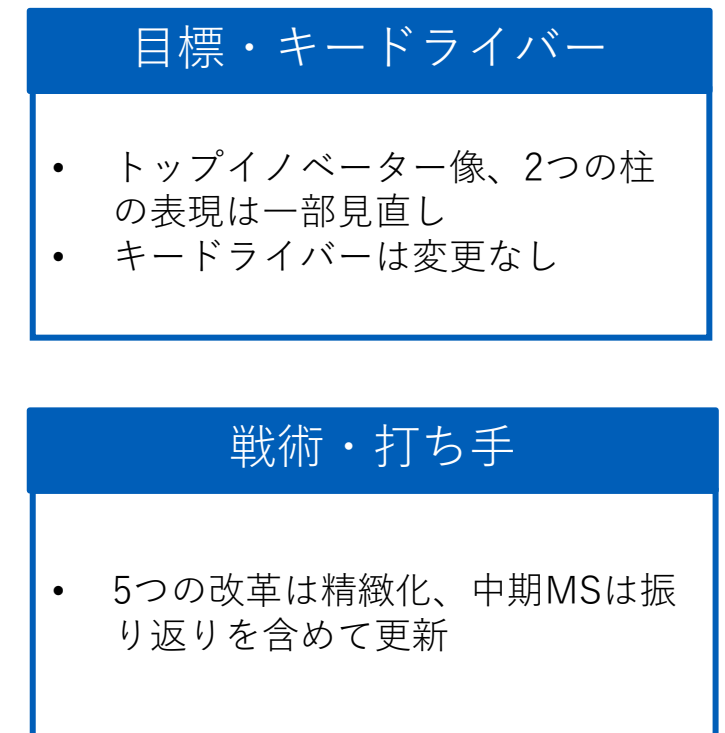 目標・キードライバー
• トップイノベーター像、2つの柱
の表現は一部見直し
• キードライバーは変更なし
戦術・打ち手
• 5つの改革は精緻化、中期MSは振
り返りを含めて更新